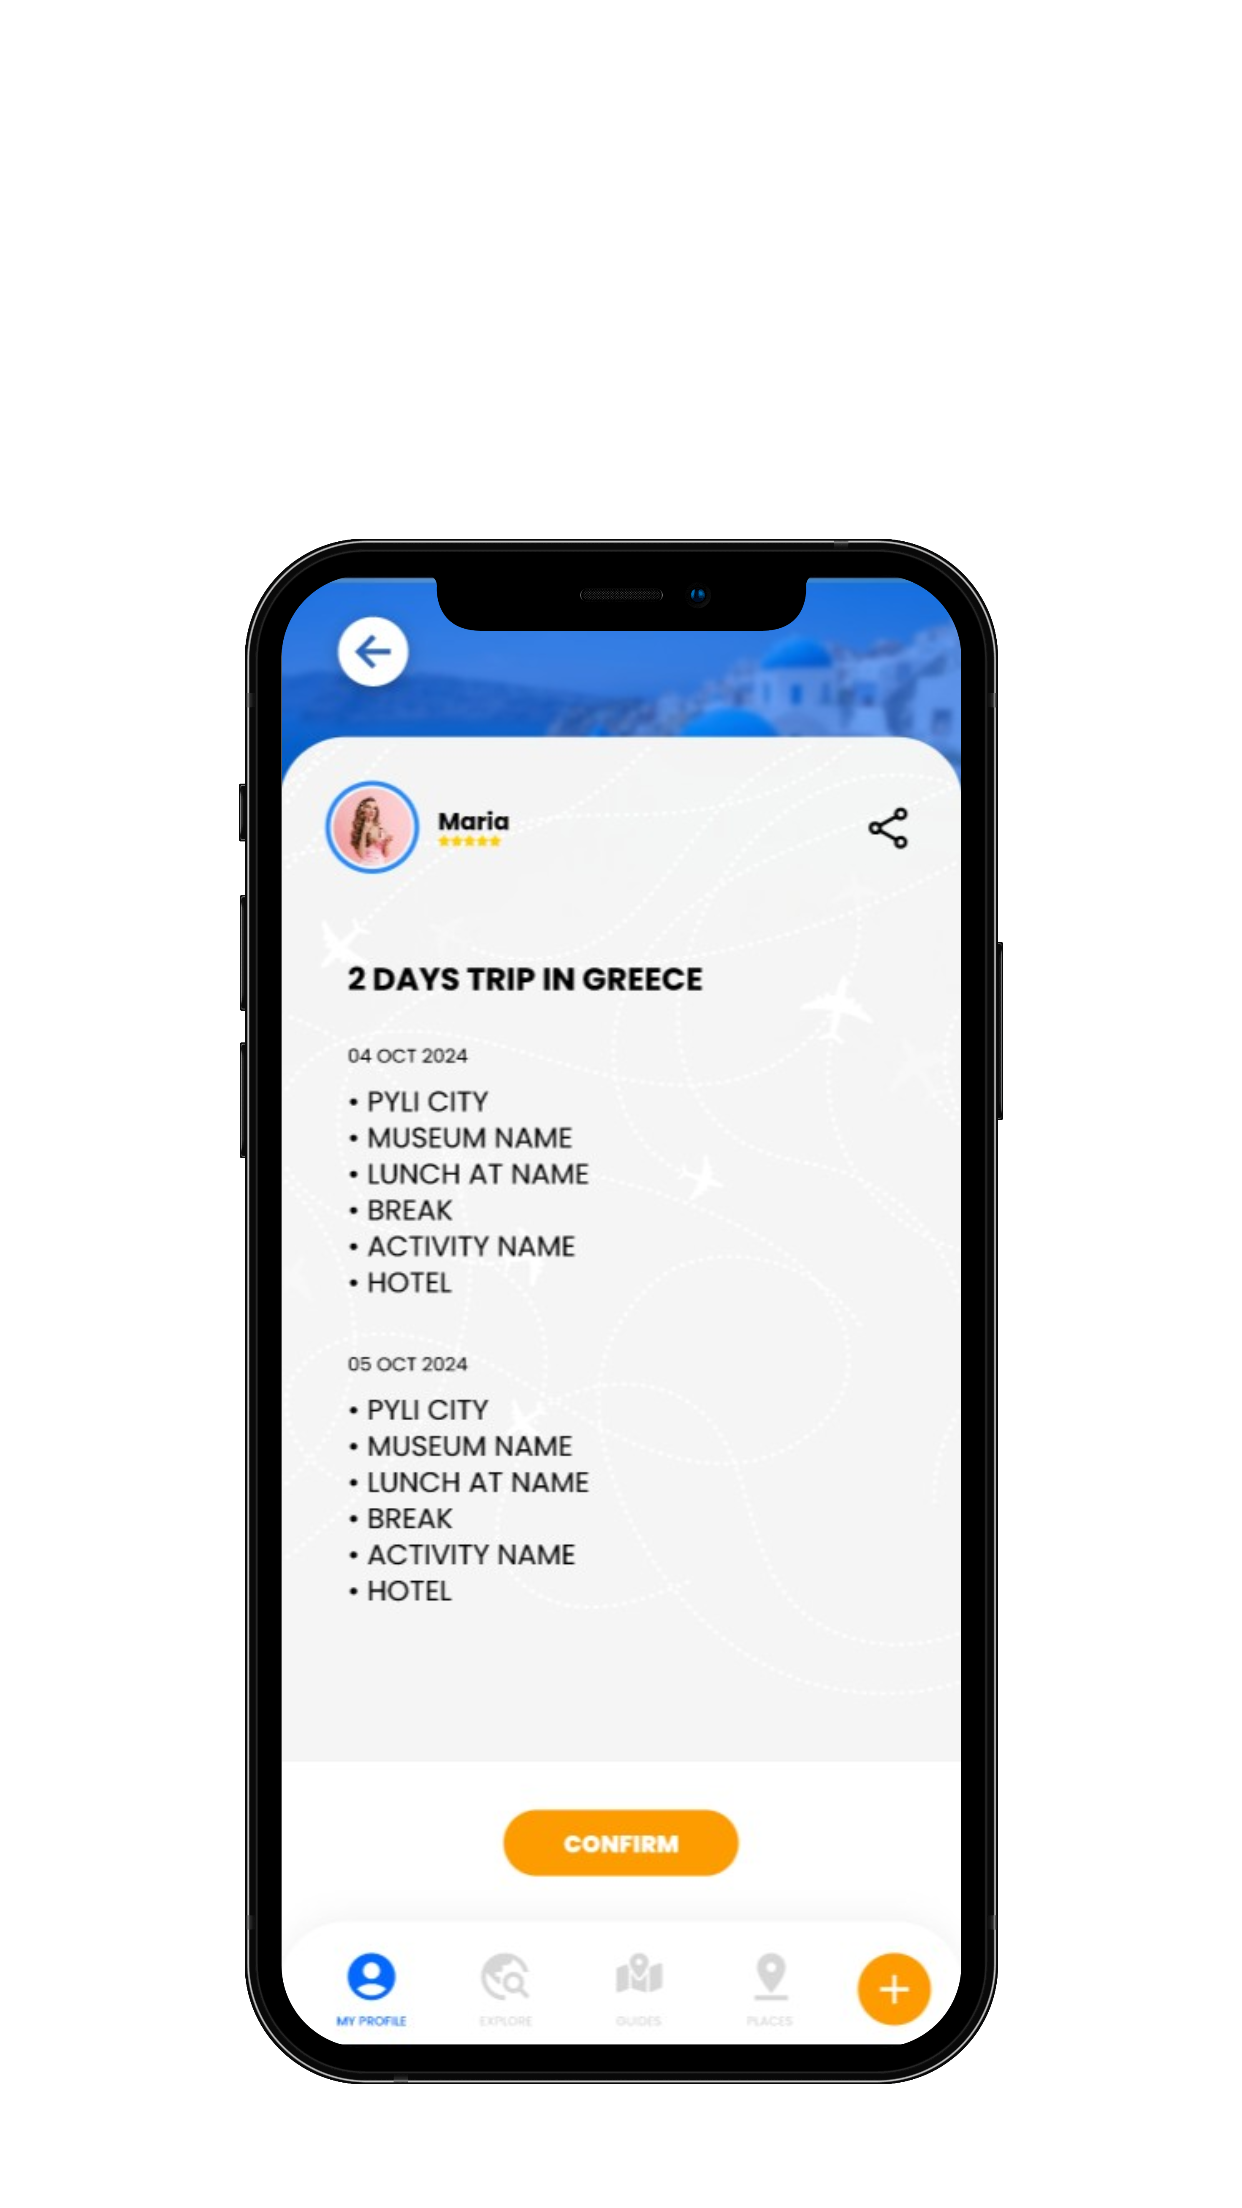 Maria
2 DAYS TRIP IN GREECE
04 OCT 2024
• PYLI CITY
• MUSEUM NAME
• LUNCH AT NAME
• BREAK
• ACTIVITY NAME
• HOTEL
05 OCT 2024
• PYLI CITY
• MUSEUM NAME
• LUNCH AT NAME
• BREAK
• ACTIVITY NAME
• HOTEL
CONFIRM
MY PROFILE
EXPLORE
GUIDES
PLACES